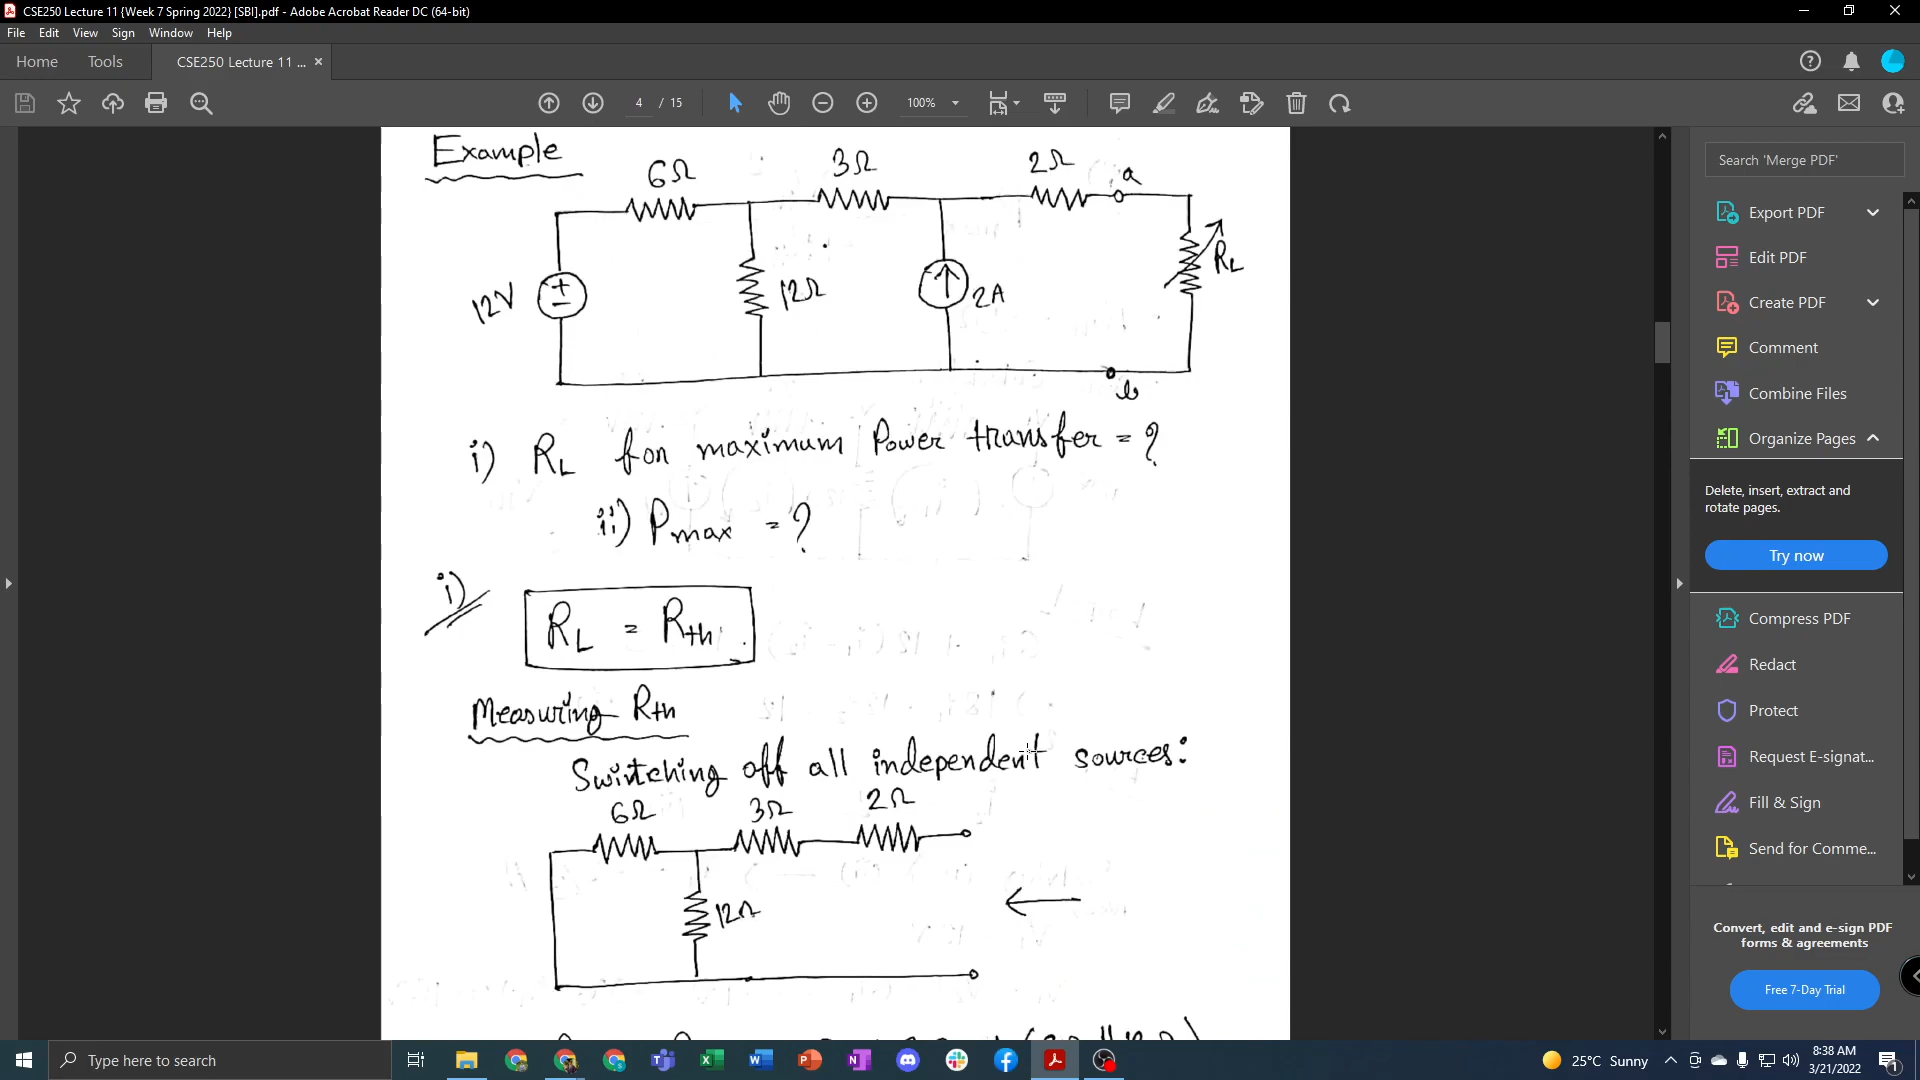 CSE250 Lecture 11 {Week 7 Spring 2022} [SBI].pdf - Adobe Acrobat Reader DC (64-bit)
File Edit View Sign Window Help
Home Tools CSE250 Lecture 11 ... ×
4 / 15 100%
Example
6Ω 3Ω 2Ω a
12V 12Ω 2A RL
b
i) RL for maximum Power transfer = ?
ii) Pmax = ?
i)
RL = Rth
Measuring Rth
Switching off all independent sources:
6Ω 3Ω 2Ω
12Ω
Search 'Merge PDF'
Export PDF
Edit PDF
Create PDF
Comment
Combine Files
Organize Pages
Delete, insert, extract and
rotate pages.
Try now
Compress PDF
Redact
Protect
Request E-signat...
Fill & Sign
Send for Comme...
Convert, edit and e-sign PDF
forms & agreements
Free 7-Day Trial
Type here to search
25°C Sunny
8:38 AM
3/21/2022